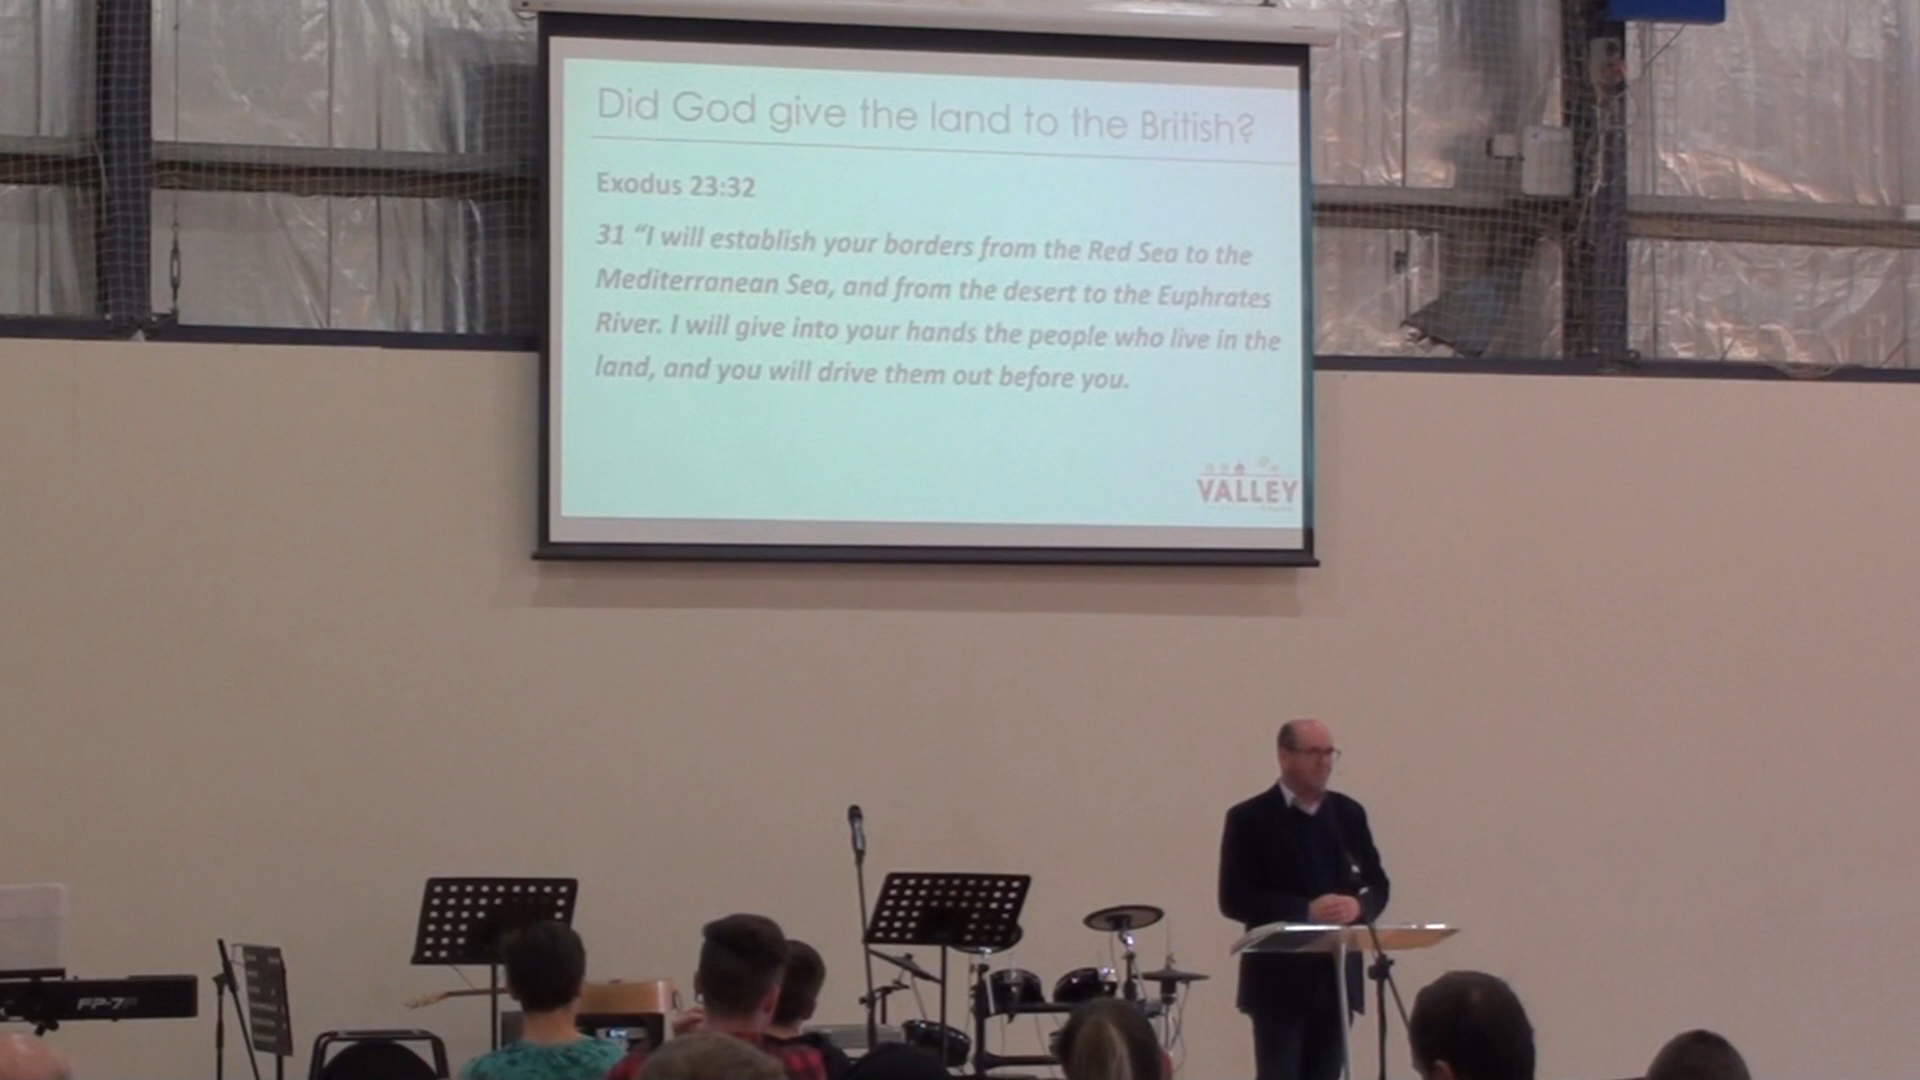 Did God give the land to the British?
Exodus 23:32
31 “I will establish your borders from the Red Sea to the
Mediterranean Sea, and from the desert to the Euphrates
River. I will give into your hands the people who live in the
land, and you will drive them out before you.
VALLEY
FP-7F